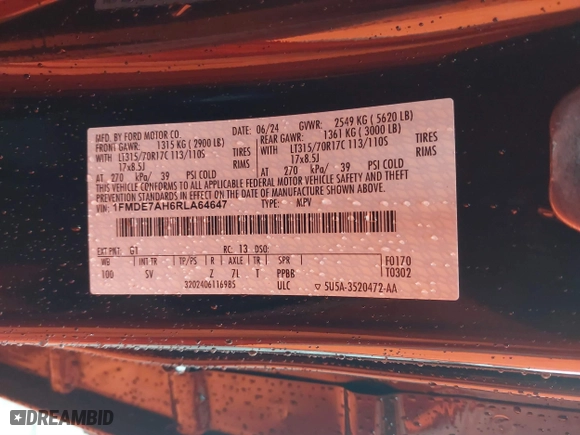 MFD. BY FORD MOTOR CO.
DATE: 06/24 GVWR: 2549 KG (5620 LB)
FRONT GAWR: 1315 KG (2900 LB) REAR GAWR: 1361 KG (3000 LB)
WITH LT315/70R17C 113/110S TIRES WITH LT315/70R17C 113/110S TIRES
17x8.5J RIMS 17x8.5J RIMS
AT 270 kPa/ 39 PSI COLD AT 270 kPa/ 39 PSI COLD
THIS VEHICLE CONFORMS TO ALL APPLICABLE FEDERAL MOTOR VEHICLE SAFETY, BUMPER, AND THEFT
PREVENTION STANDARDS IN EFFECT ON THE DATE OF MANUFACTURE SHOWN ABOVE.
VIN: 1FMDE7AH6RLA64647 TYPE: MPV
EXT PNT: G1 RC: 13 DSO:
WB INT TR TP/PS R AXLE TR SPR F0170
100 SV Z 7L T PPBB T0302
3202406116985 ULC SU5A-3520472-AA
DREAMBID